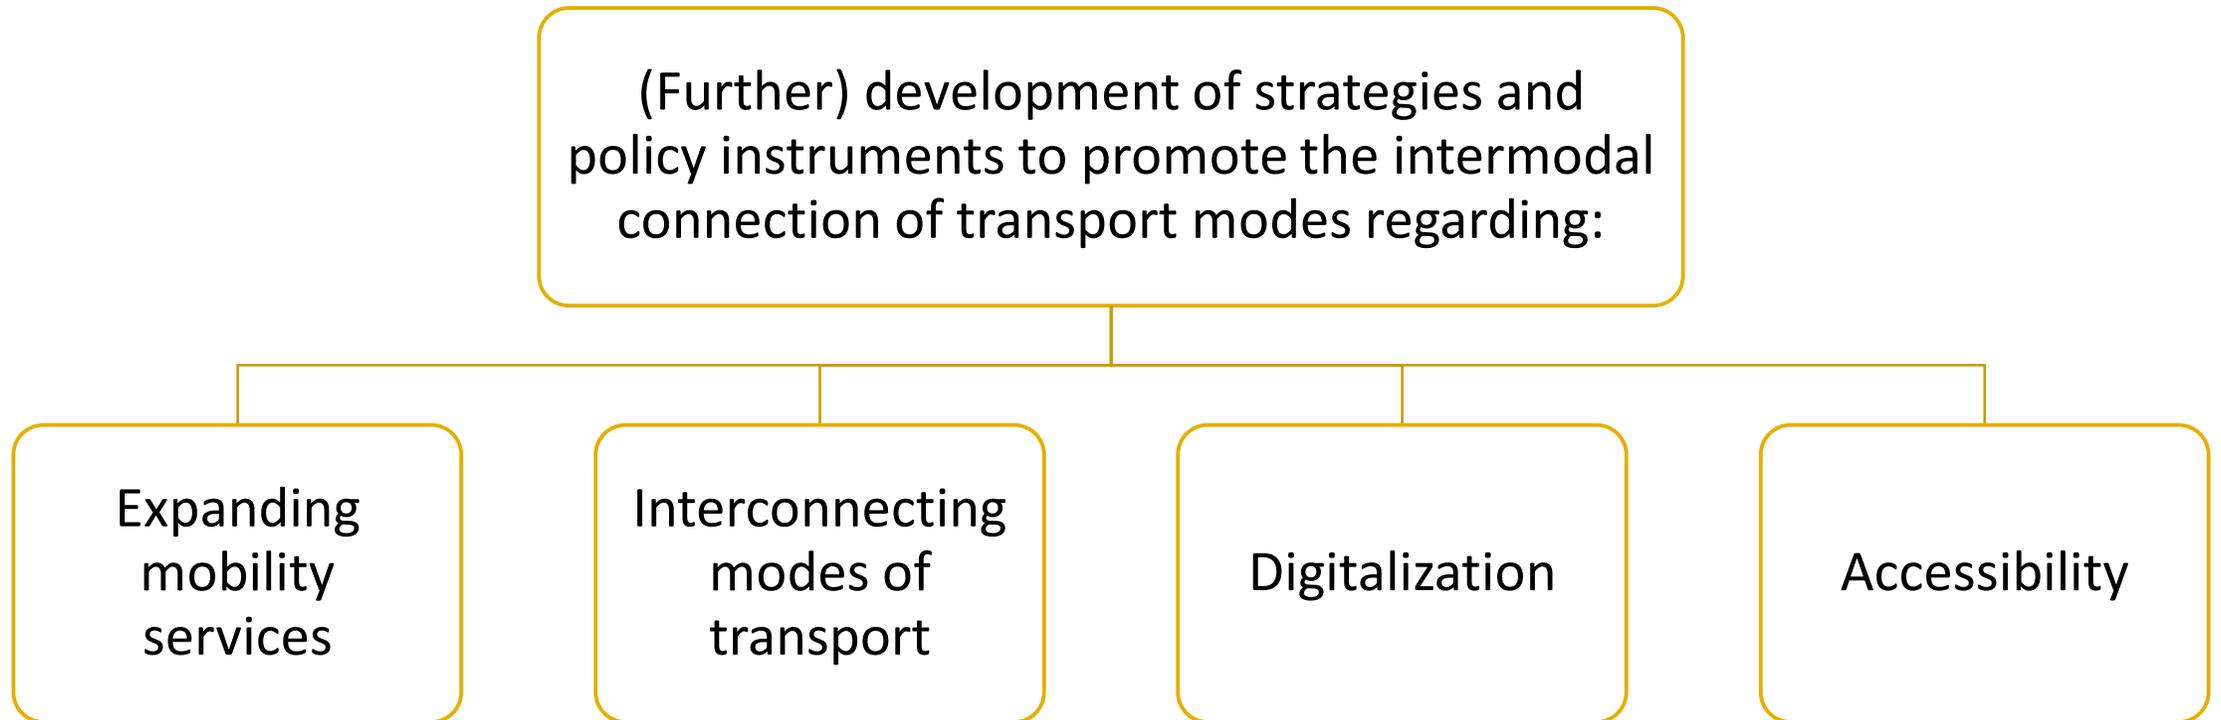 (Further) development of strategies and
policy instruments to promote the intermodal
connection of transport modes regarding:
Expanding
mobility
services
Interconnecting
modes of
transport
Digitalization
Accessibility